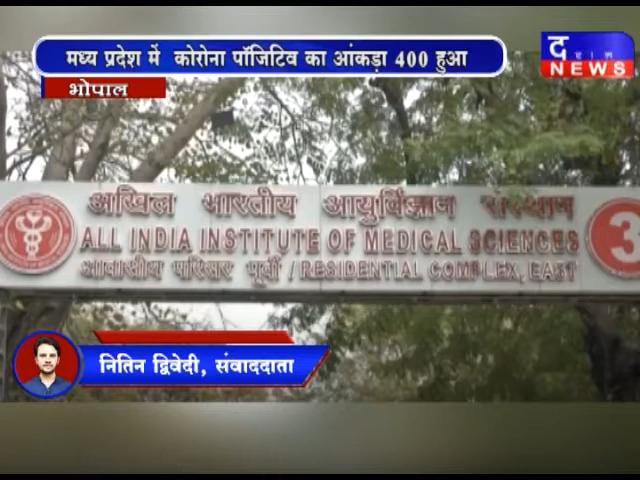 मध्य प्रदेश में कोरोना पॉजिटिव का आंकड़ा 400 हुआ
भोपाल
द
NEWS
अखिल भारतीय आयुर्विज्ञान संस्थान
ALL INDIA INSTITUTE OF MEDICAL SCIENCES
आवासीय परिसर पूर्वी / RESIDENTIAL COMPLEX, EAST
3
नितिन द्विवेदी, संवाददाता